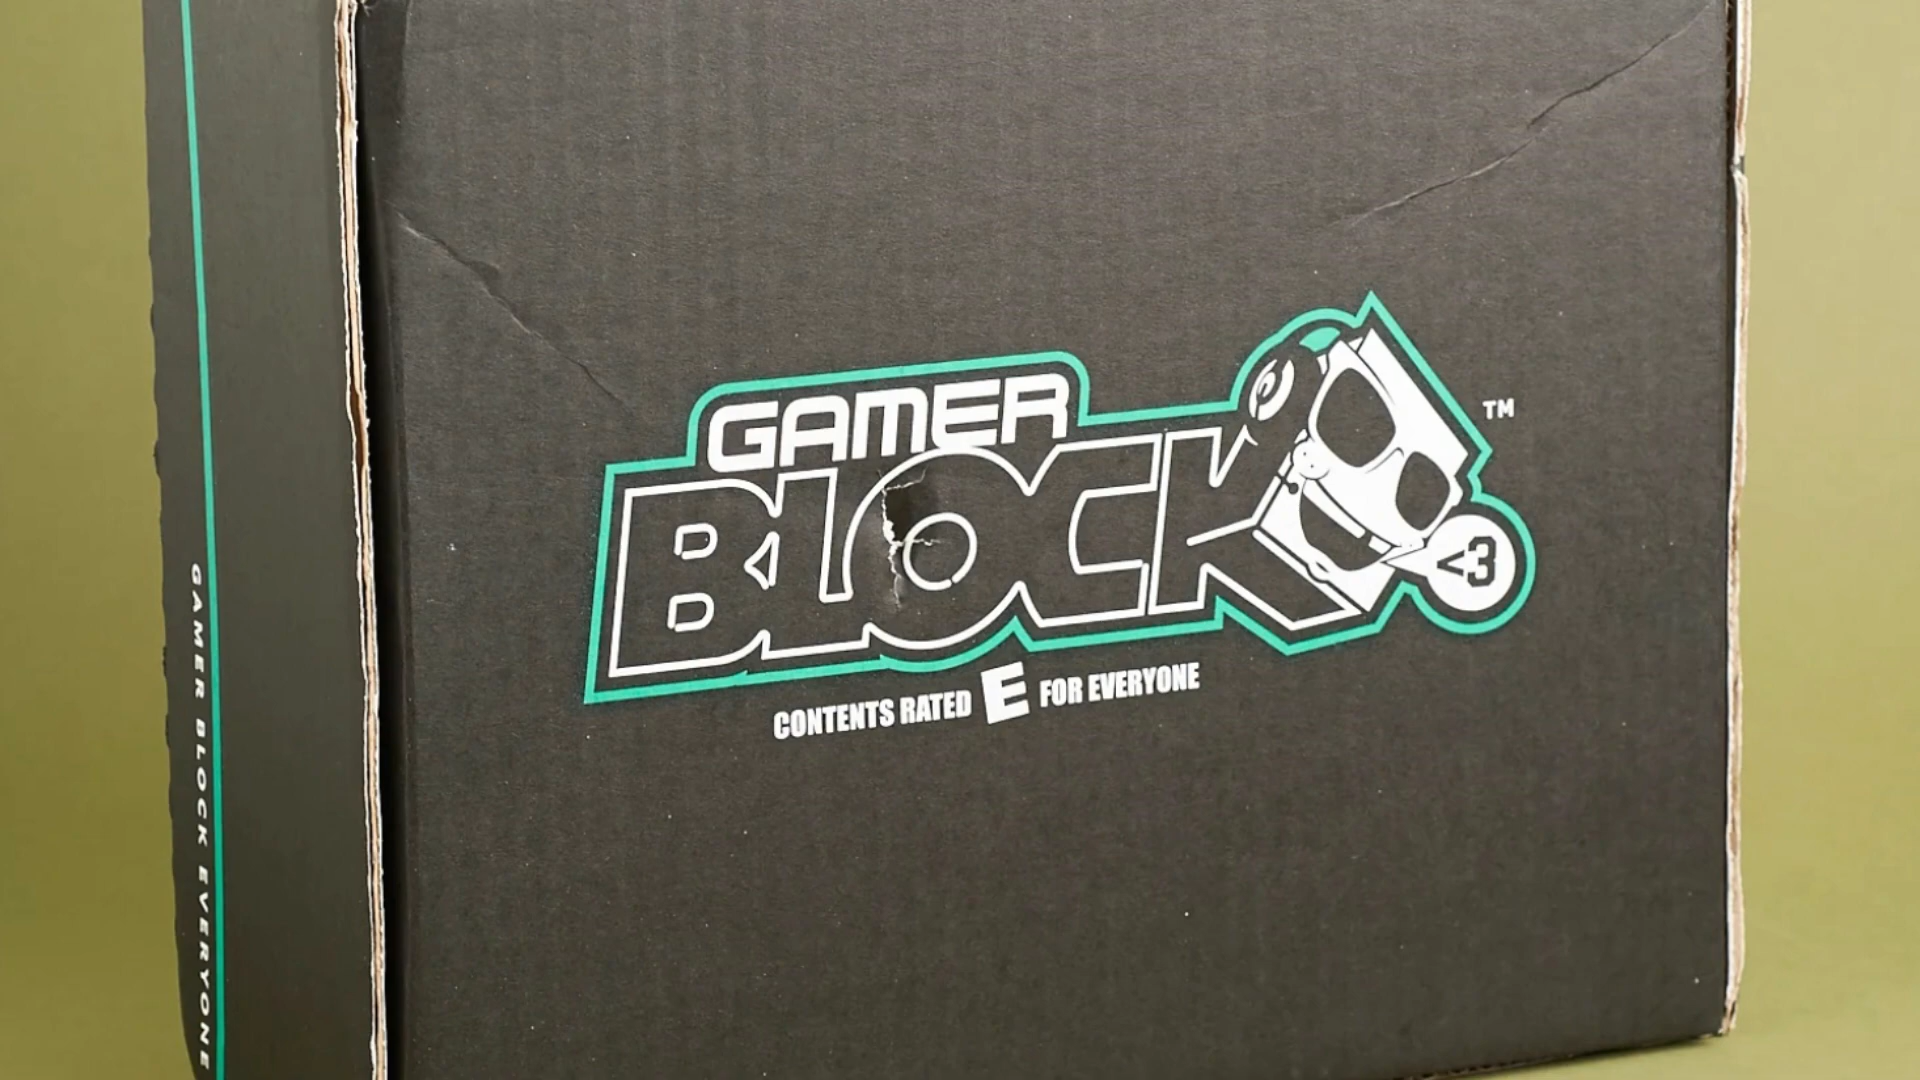 GAMER
BLOCK
TM
<3
CONTENTS RATED E FOR EVERYONE
GAMER BLOCK EVERYONE